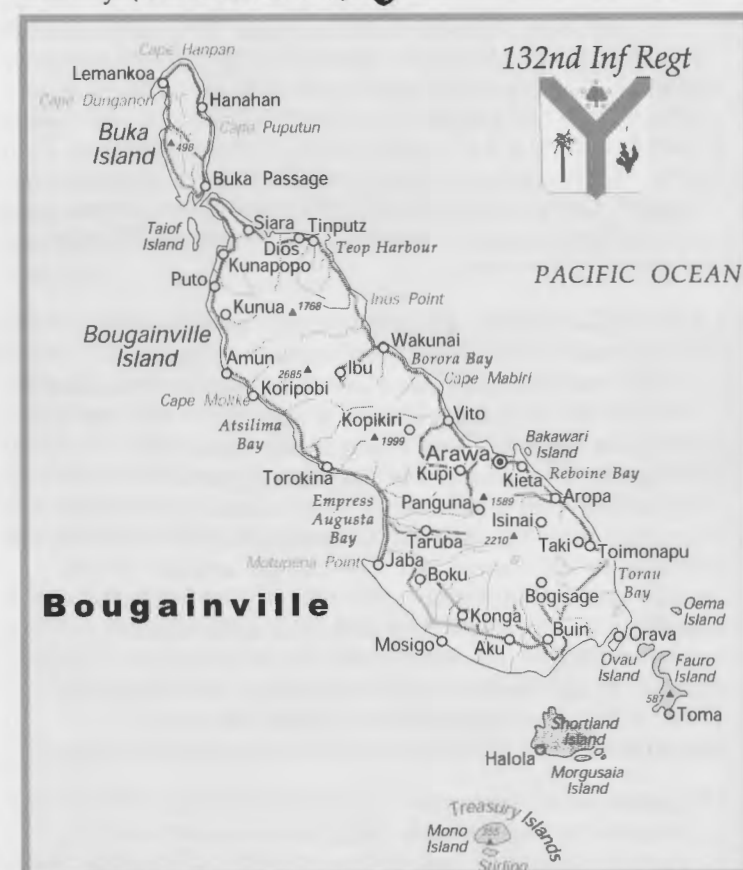 132nd Inf Regt
Cape Hanpan
Lemankoa
Cape Dunganon
Hanahan
Cape Puputun
Buka
Island
498
Buka Passage
Taiof
Island
Siara
Tinputz
Dios
Teop Harbour
Kunapopo
PACIFIC OCEAN
Puto
Inus Point
Kunua
1768
Bougainville
Island
Wakunai
Amun
2685
Ibu
Borora Bay
Koripobi
Cape Mabiri
Cape Moltke
Vito
Atsilima
Bay
Kopikiri
1999
Bakawari
Island
Arawa
Torokina
Kupi
Kieta
Reboine Bay
Empress
Augusta
Bay
Panguna
1589
Aropa
Isinai
2210
Taruba
Taki
Toimonapu
Motupena Point
Jaba
Boku
Torau
Bay
Bogisage
Bougainville
Oema
Island
Konga
Buin
Orava
Mosigo
Aku
Ovau
Island
Fauro
Island
587
Toma
Shortland
Island
Halola
Morgusaia
Island
Treasury Islands
Mono
Island
355
Stirling